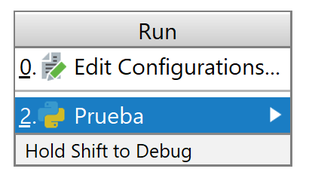 Run
0. Edit Configurations...
2. Prueba
Hold Shift to Debug